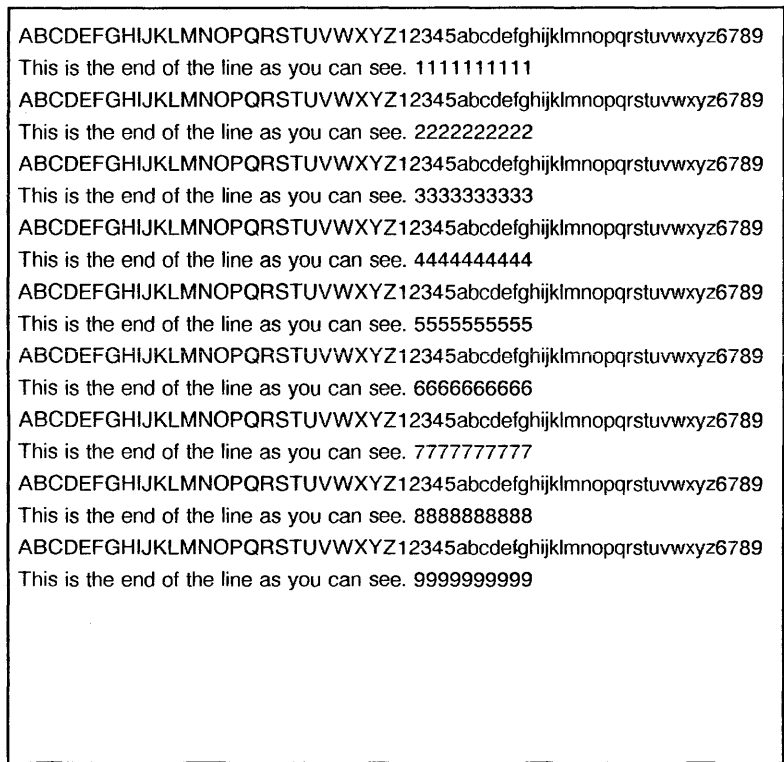 ABCDEFGHIJKLMNOPQRSTUVWXYZ12345abcdefghijklmnopqrstuvwxyz6789
This is the end of the line as you can see. 1111111111
ABCDEFGHIJKLMNOPQRSTUVWXYZ12345abcdefghijklmnopqrstuvwxyz6789
This is the end of the line as you can see. 2222222222
ABCDEFGHIJKLMNOPQRSTUVWXYZ12345abcdefghijklmnopqrstuvwxyz6789
This is the end of the line as you can see. 3333333333
ABCDEFGHIJKLMNOPQRSTUVWXYZ12345abcdefghijklmnopqrstuvwxyz6789
This is the end of the line as you can see. 4444444444
ABCDEFGHIJKLMNOPQRSTUVWXYZ12345abcdefghijklmnopqrstuvwxyz6789
This is the end of the line as you can see. 5555555555
ABCDEFGHIJKLMNOPQRSTUVWXYZ12345abcdefghijklmnopqrstuvwxyz6789
This is the end of the line as you can see. 6666666666
ABCDEFGHIJKLMNOPQRSTUVWXYZ12345abcdefghijklmnopqrstuvwxyz6789
This is the end of the line as you can see. 7777777777
ABCDEFGHIJKLMNOPQRSTUVWXYZ12345abcdefghijklmnopqrstuvwxyz6789
This is the end of the line as you can see. 8888888888
ABCDEFGHIJKLMNOPQRSTUVWXYZ12345abcdefghijklmnopqrstuvwxyz6789
This is the end of the line as you can see. 9999999999